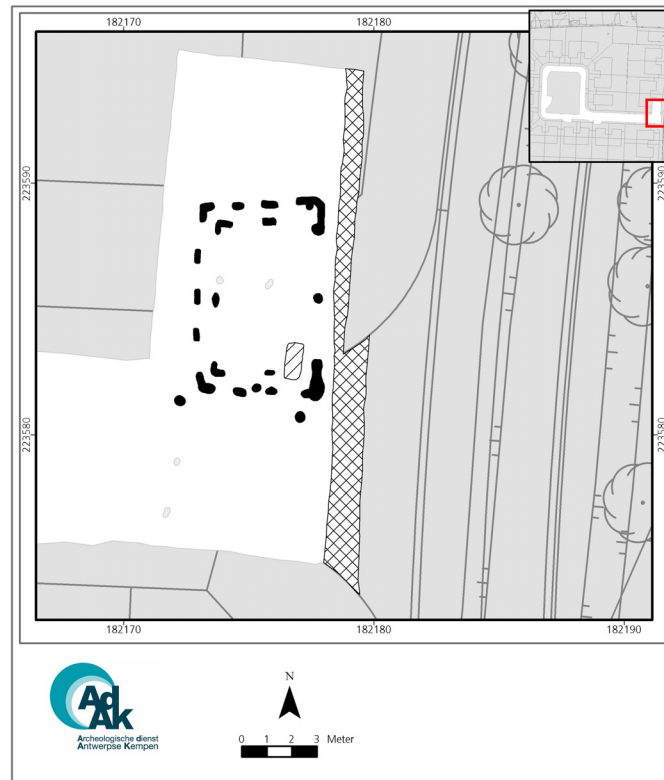 182170
182180
223590
223590
223580
223580
182170
182180
182190
N
0 1 2 3 Meter
AdAk
Archeologische dienst
Antwerpse Kempen